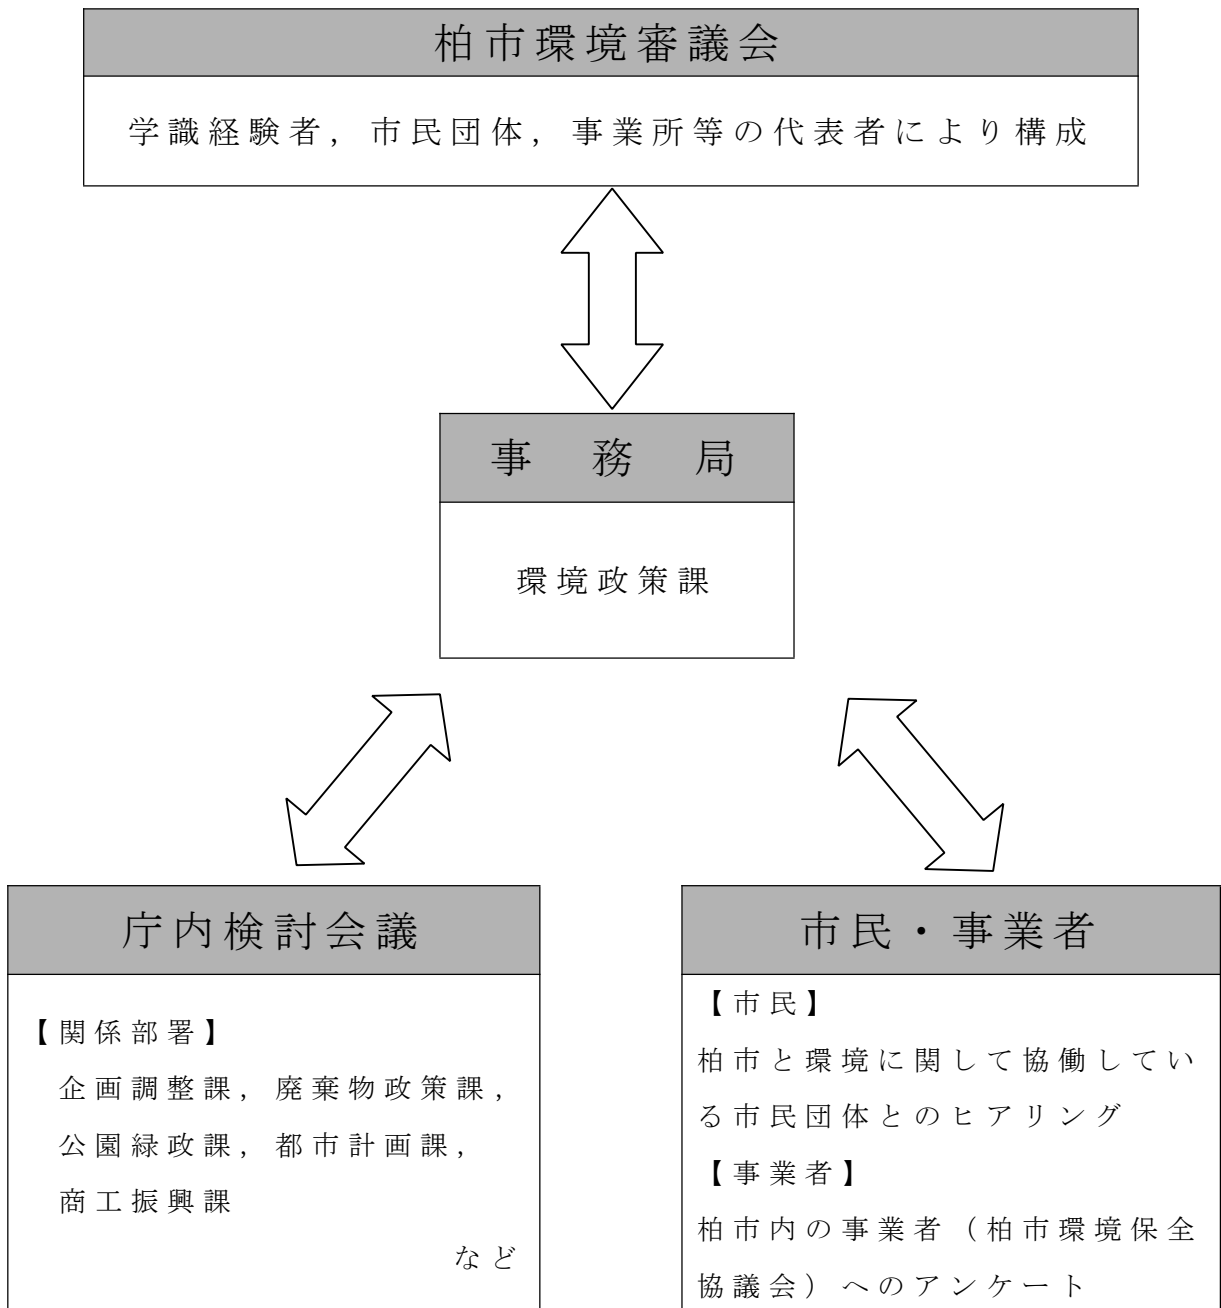 柏市環境審議会
学識経験者，市民団体，事業所等の代表者により構成
事　務　局
環境政策課
庁内検討会議
【関係部署】
企画調整課，廃棄物政策課，
公園緑政課，都市計画課，
商工振興課
など
市民・事業者
【市民】
柏市と環境に関して協働してい
る市民団体とのヒアリング
【事業者】
柏市内の事業者（柏市環境保全
協議会）へのアンケート